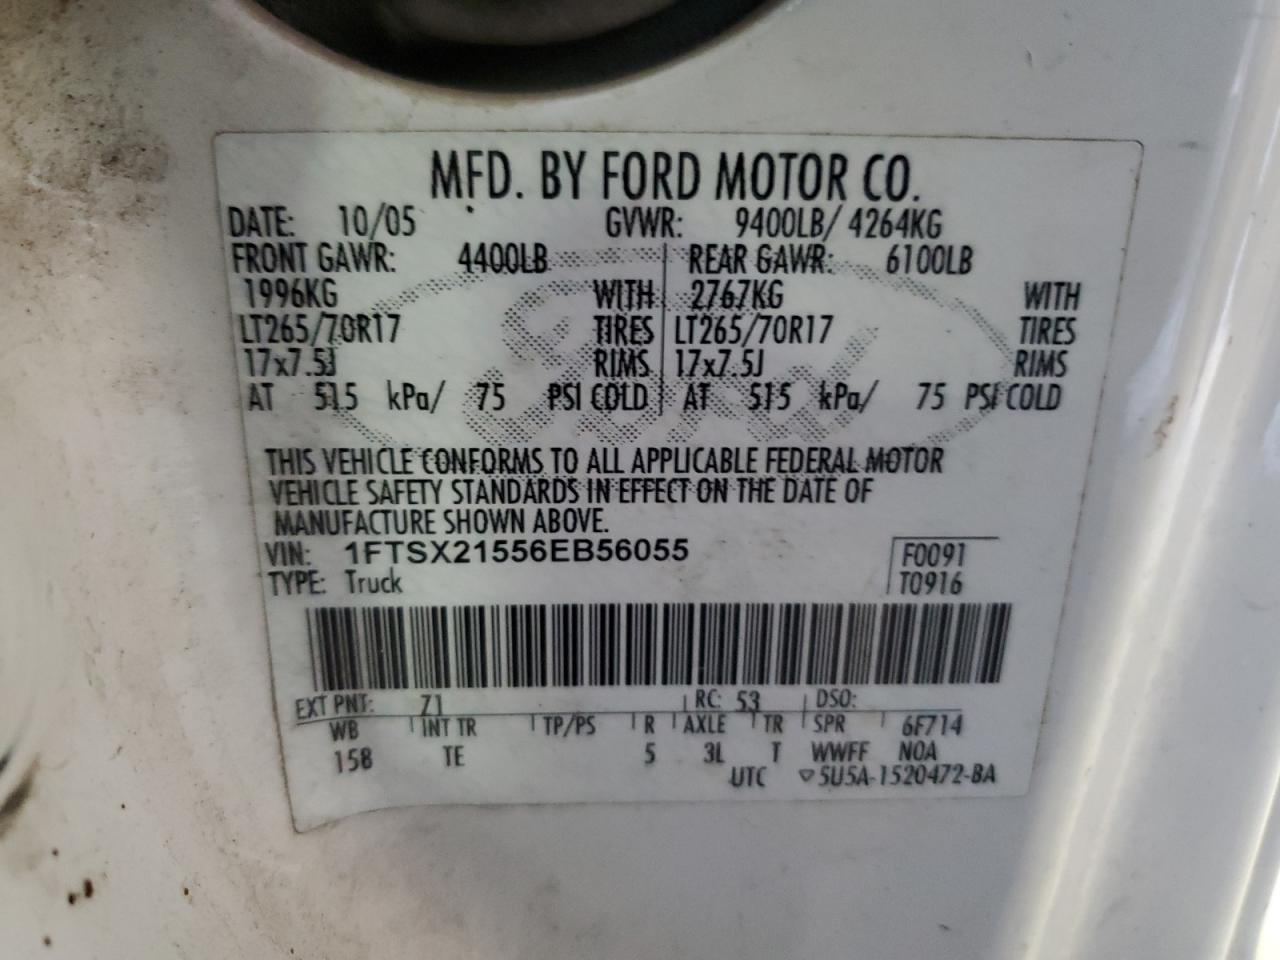 MFD. BY FORD MOTOR CO.
DATE: 10/05 GVWR: 9400LB/ 4264KG
FRONT GAWR: 4400LB REAR GAWR: 6100LB
1996KG WITH 2767KG WITH
LT265/70R17 TIRES LT265/70R17 TIRES
17x7.5J RIMS 17x7.5J RIMS
AT 515 kPa/ 75 PSI COLD AT 515 kPa/ 75 PSI COLD
THIS VEHICLE CONFORMS TO ALL APPLICABLE FEDERAL MOTOR
VEHICLE SAFETY STANDARDS IN EFFECT ON THE DATE OF
MANUFACTURE SHOWN ABOVE.
VIN: 1FTSX21556EB56055 F0091
TYPE: Truck T0916
EXT PNT: Z1 RC: 53 DSO:
WB INT TR TP/PS R AXLE TR SPR 6F714
158 TE 5 3L T WWFF NOA
UTC ▽5U5A-1520472-BA